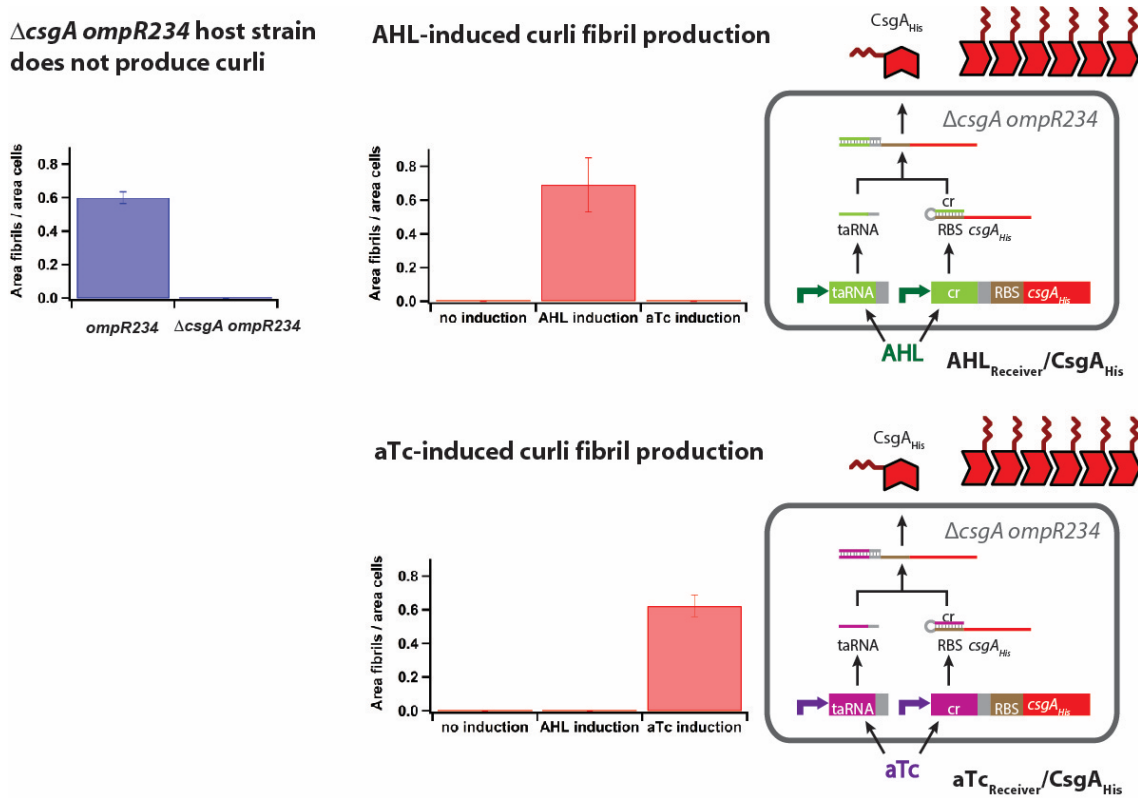 ΔcsgA ompR234 host strain
does not produce curli
Area fibrils / area cells
0.8
0.6
0.4
0.2
0.0
ompR234
ΔcsgA ompR234
AHL-induced curli fibril production
Area fibrils / area cells
0.8
0.6
0.4
0.2
0.0
no induction
AHL induction
aTc induction
CsgAHis
ΔcsgA ompR234
taRNA
cr
RBS csgAHis
taRNA
cr
RBS
csgAHis
AHL
AHLReceiver/CsgAHis
aTc-induced curli fibril production
Area fibrils / area cells
0.8
0.6
0.4
0.2
0.0
no induction
AHL induction
aTc induction
CsgAHis
ΔcsgA ompR234
taRNA
cr
RBS csgAHis
taRNA
cr
RBS
csgAHis
aTc
aTcReceiver/CsgAHis